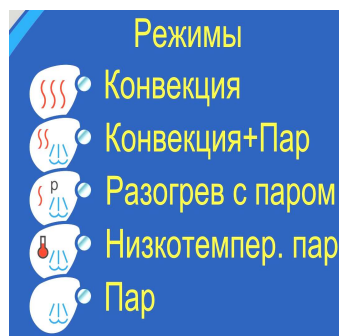 Режимы
Конвекция
Конвекция+Пар
P
Разогрев с паром
Низкотемпер. пар
Пар